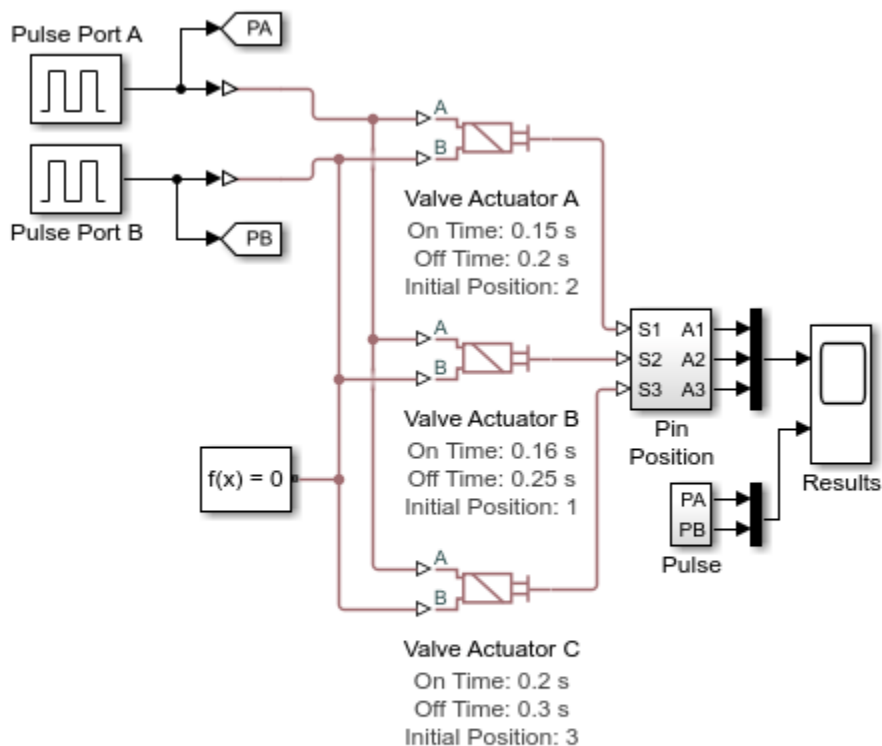 Pulse Port A
PA
Pulse Port B
PB
A
B
Valve Actuator A
On Time: 0.15 s
Off Time: 0.2 s
Initial Position: 2
A
B
Valve Actuator B
On Time: 0.16 s
Off Time: 0.25 s
Initial Position: 1
f(x) = 0
A
B
Valve Actuator C
On Time: 0.2 s
Off Time: 0.3 s
Initial Position: 3
S1 A1
S2 A2
S3 A3
Pin
Position
PA
PB
Pulse
Results